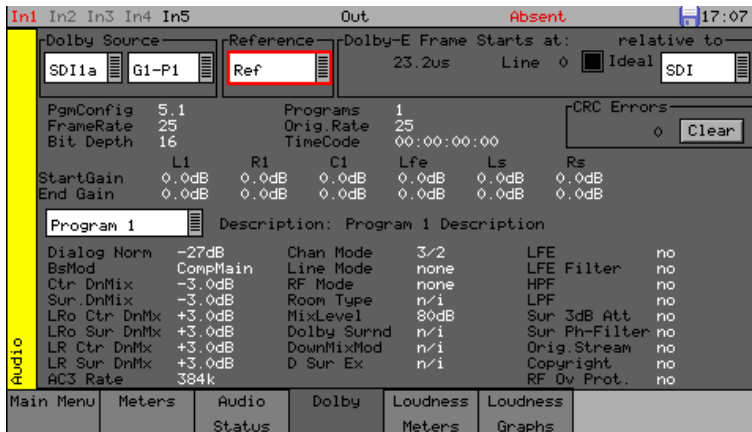 In1 In2 In3 In4 In5 Out Absent 17:07
Dolby Source Reference Dolby-E Frame Starts at: relative to
SDI1a G1-P1 Ref 23.2us Line 0 Ideal SDI
PgmConfig 5.1 Programs 1 CRC Errors
FrameRate 25 Orig.Rate 25 0 Clear
Bit Depth 16 TimeCode 00:00:00:00
L1 R1 C1 Lfe Ls Rs
StartGain 0.0dB 0.0dB 0.0dB 0.0dB 0.0dB 0.0dB
End Gain 0.0dB 0.0dB 0.0dB 0.0dB 0.0dB 0.0dB
Program 1 Description: Program 1 Description
Dialog Norm -27dB Chan Mode 3/2 LFE no
BsMod CompMain Line Mode none LFE Filter no
Ctr DnMix -3.0dB RF Mode none HPF no
Sur.DnMix -3.0dB Room Type n/i LPF no
LRo Ctr DnMx +3.0dB MixLevel 80dB Sur 3dB Att no
LRo Sur DnMx +3.0dB Dolby Surnd n/i Sur Ph-Filter no
LR Ctr DnMx +3.0dB DownMixMod n/i Orig.Stream no
LR Sur DnMx +3.0dB D Sur Ex n/i Copyright no
AC3 Rate 384k RF Ov Prot. no
Audio
Main Menu Meters Audio Status Dolby Loudness Meters Loudness Graphs